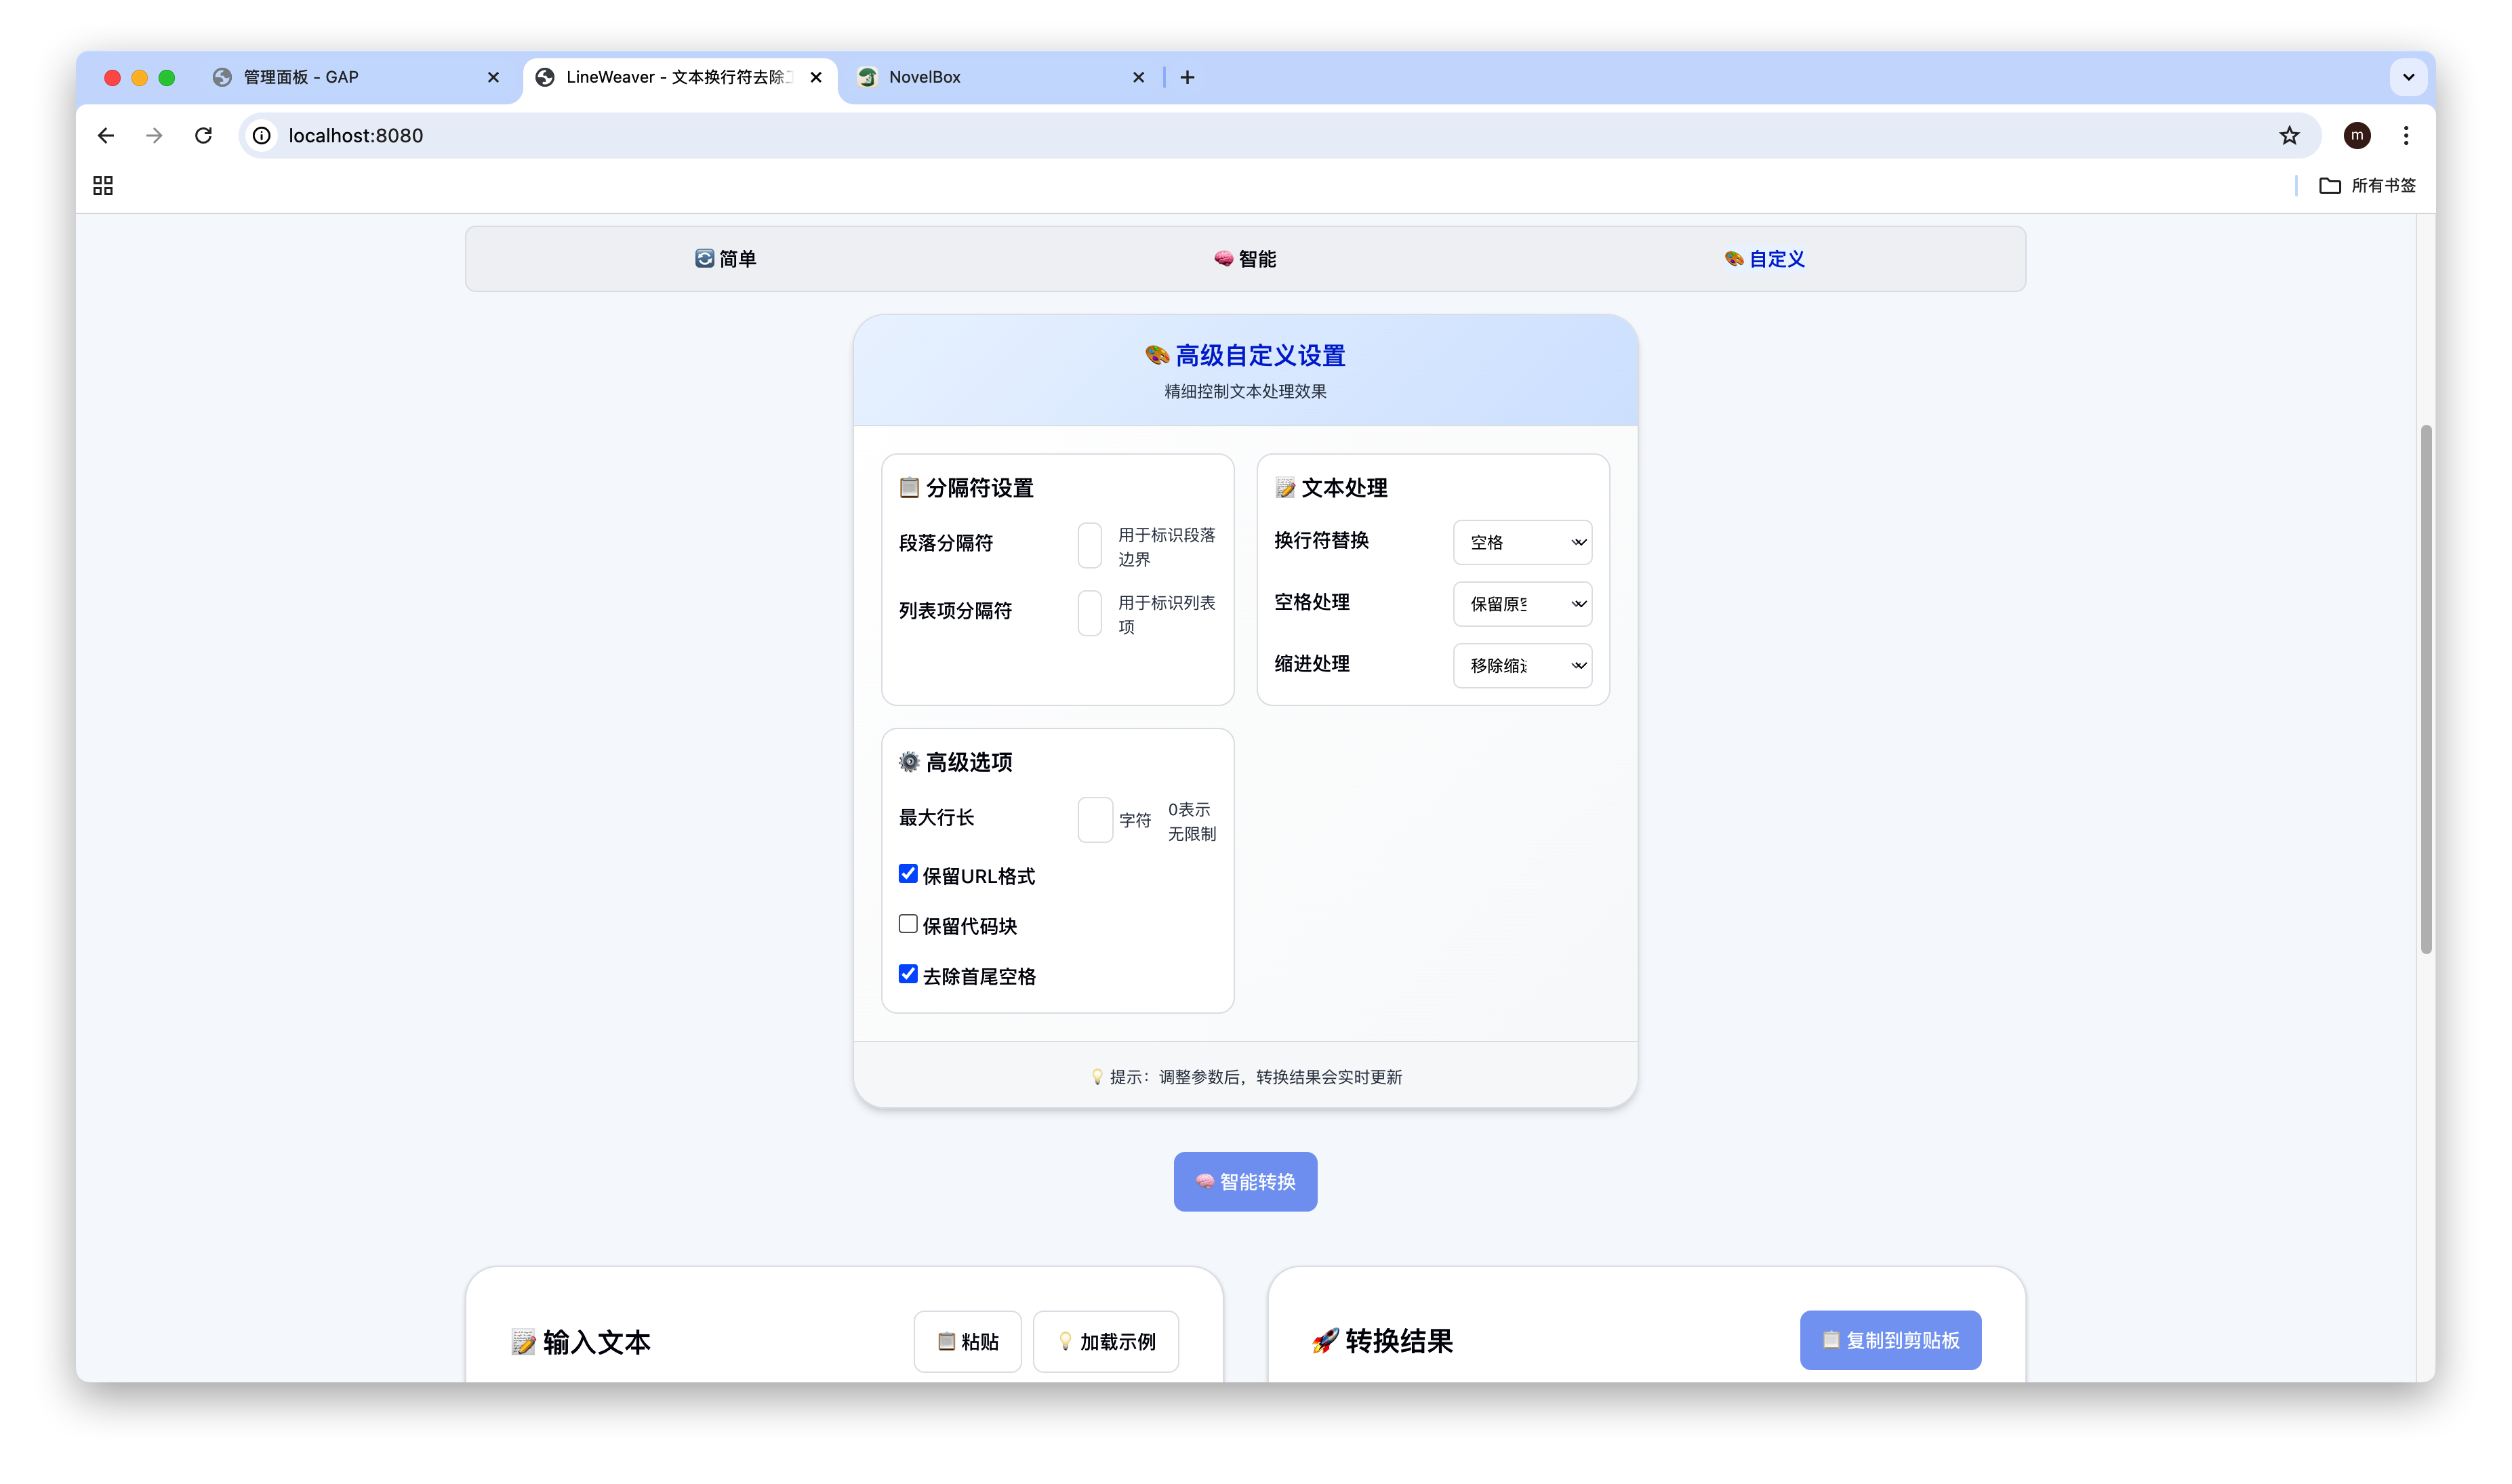 管理面板 - GAP
LineWeaver - 文本换行符去除
NovelBox
localhost:8080
m
所有书签
简单
智能
自定义
高级自定义设置
精细控制文本处理效果
分隔符设置
段落分隔符
用于标识段落
边界
列表项分隔符
用于标识列表
项
文本处理
换行符替换
空格
空格处理
保留原
缩进处理
移除缩
高级选项
最大行长
字符
0表示
无限制
保留URL格式
保留代码块
去除首尾空格
提示：调整参数后，转换结果会实时更新
智能转换
输入文本
粘贴
加载示例
转换结果
复制到剪贴板